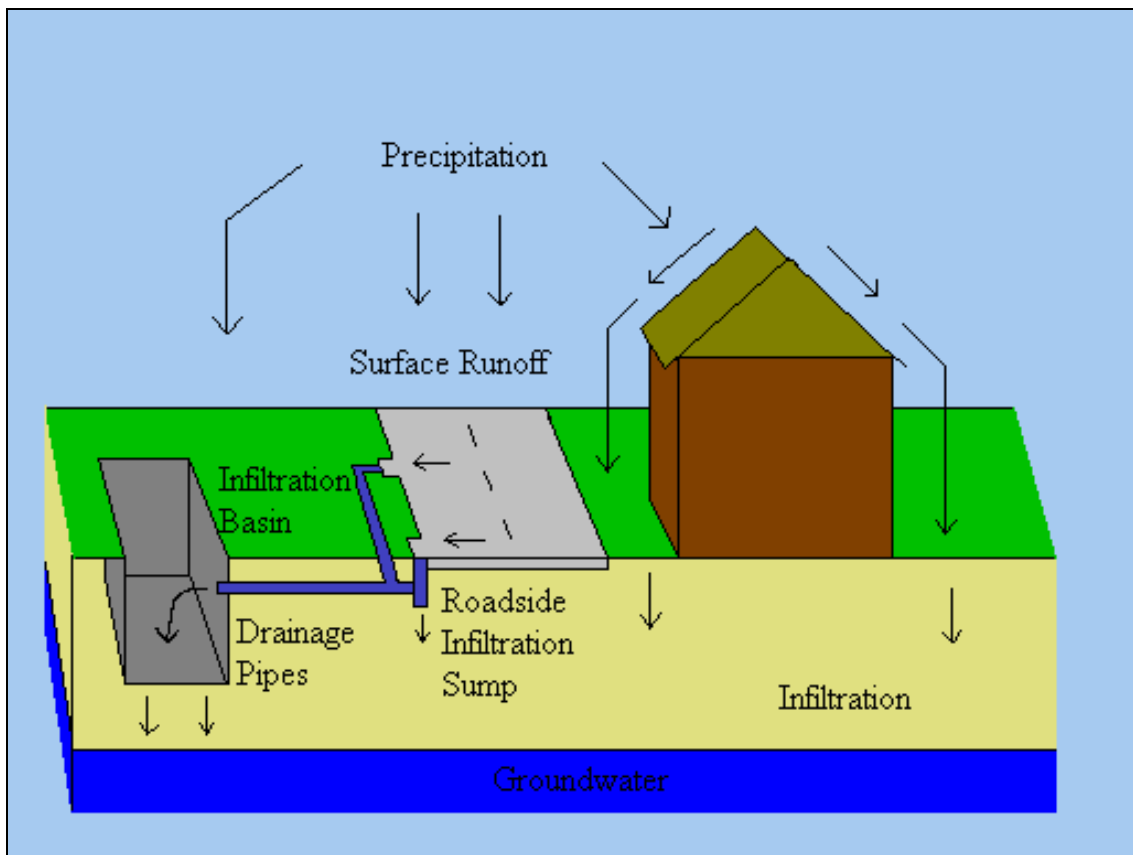 Precipitation
Surface Runoff
Infiltration
Basin
Drainage
Pipes
Roadside
Infiltration
Sump
Infiltration
Groundwater